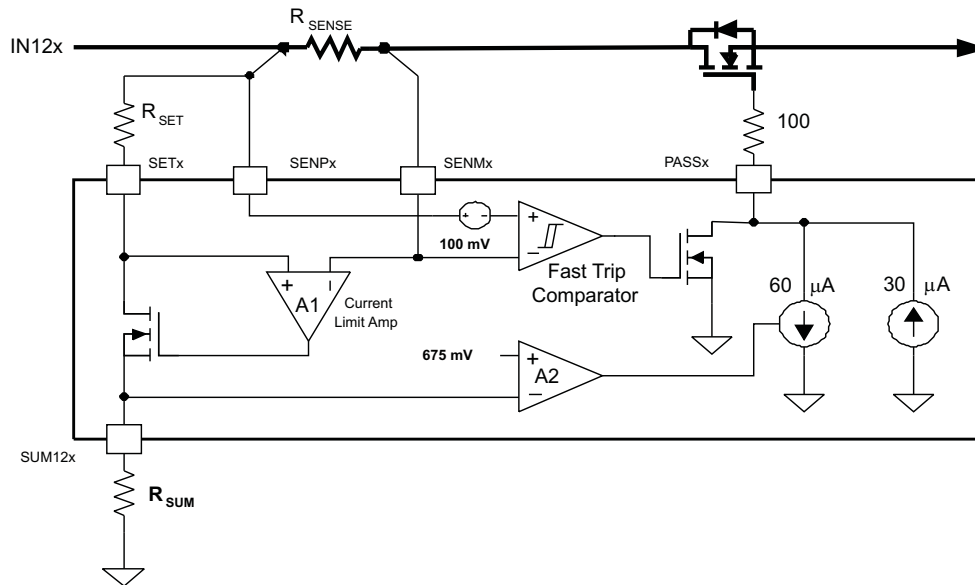 R SENSE
IN12x
R SET
100
SETx
SENPx
SENMx
PASSx
+ -
100 mV
+
−
Fast Trip
Comparator
60 µA
30 µA
+ −
A1
Current
Limit Amp
675 mV
+
A2
−
SUM12x
R SUM